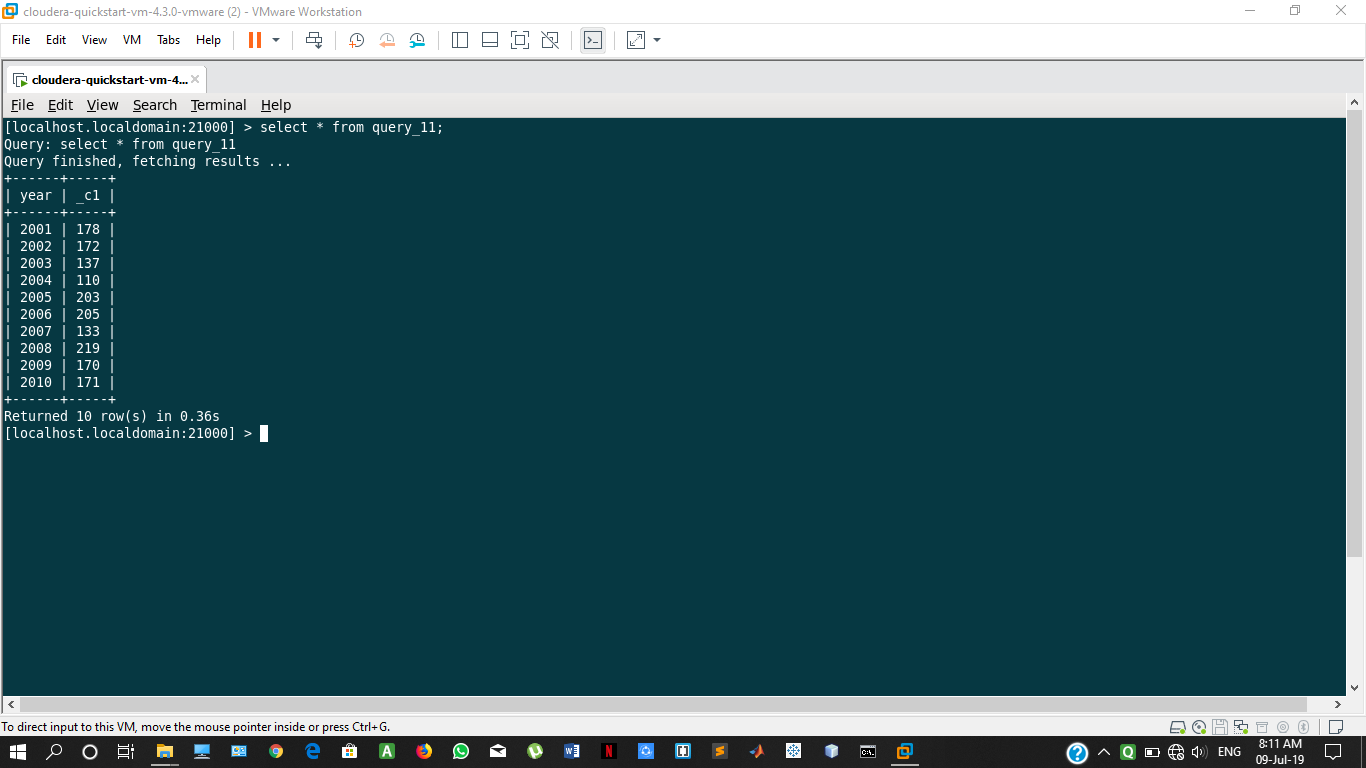 cloudera-quickstart-vm-4.3.0-vmware (2) - VMware Workstation
File Edit View VM Tabs Help
cloudera-quickstart-vm-4...
File Edit View Search Terminal Help
[localhost.localdomain:21000] > select * from query_11;
Query: select * from query_11
Query finished, fetching results ...
+------+-----+
| year | _c1 |
+------+-----+
| 2001 | 178 |
| 2002 | 172 |
| 2003 | 137 |
| 2004 | 110 |
| 2005 | 203 |
| 2006 | 205 |
| 2007 | 133 |
| 2008 | 219 |
| 2009 | 170 |
| 2010 | 171 |
+------+-----+
Returned 10 row(s) in 0.36s
[localhost.localdomain:21000] >
To direct input to this VM, move the mouse pointer inside or press Ctrl+G.
ENG
8:11 AM
09-Jul-19